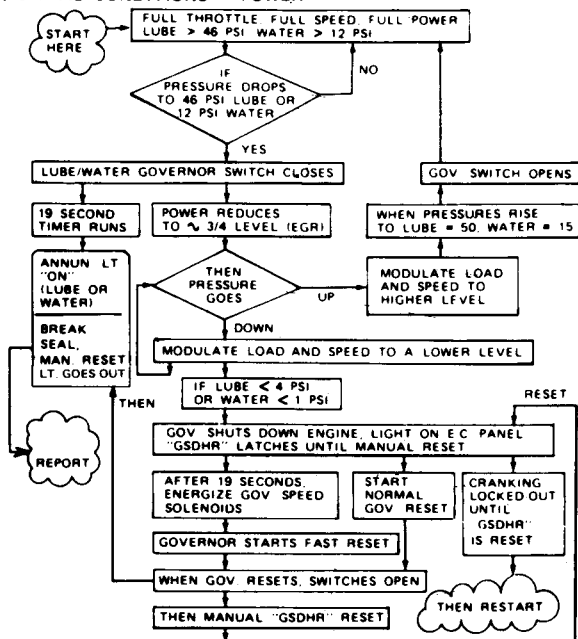 CONDITIONS POWER
START
HERE
FULL THROTTLE, FULL SPEED, FULL POWER
LUBE > 46 PSI WATER > 12 PSI
IF
PRESSURE DROPS
TO 46 PSI LUBE OR
12 PSI WATER
NO
YES
LUBE/WATER GOVERNOR SWITCH CLOSES
GOV SWITCH OPENS
19 SECOND
TIMER RUNS
POWER REDUCES
TO ~ 3/4 LEVEL (EGR)
WHEN PRESSURES RISE
TO LUBE = 50, WATER = 15
ANNUN LT
"ON"
(LUBE OR
WATER)
BREAK
SEAL,
MAN. RESET
LT. GOES OUT
THEN
PRESSURE
GOES
UP
MODULATE LOAD
AND SPEED TO
HIGHER LEVEL
DOWN
MODULATE LOAD AND SPEED TO A LOWER LEVEL
IF LUBE < 4 PSI
OR WATER < 1 PSI
THEN
RESET
REPORT
GOV SHUTS DOWN ENGINE, LIGHT ON E.C. PANEL
"GSDHR" LATCHES UNTIL MANUAL RESET
AFTER 19 SECONDS,
ENERGIZE GOV SPEED
SOLENOIDS
START
NORMAL
GOV RESET
CRANKING
LOCKED OUT
UNTIL
"GSDHR"
IS RESET
GOVERNOR STARTS FAST RESET
WHEN GOV. RESETS, SWITCHES OPEN
THEN RESTART
THEN MANUAL "GSDHR" RESET